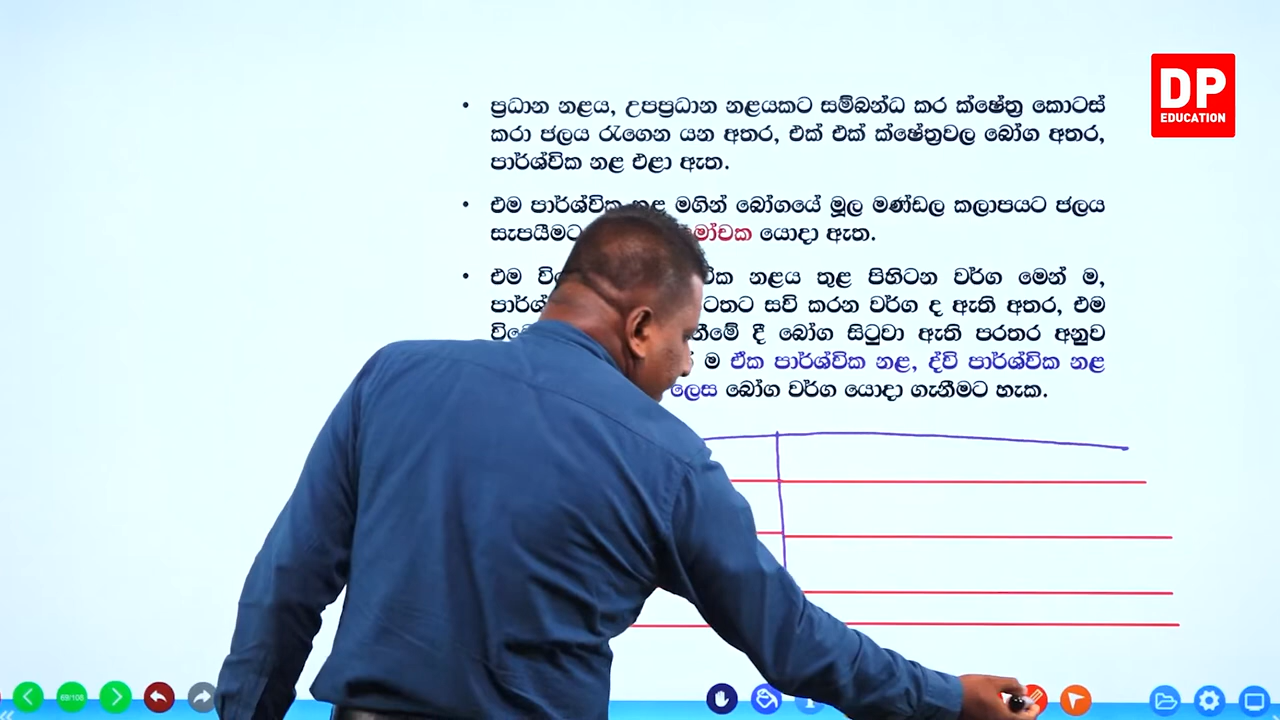 DP
EDUCATION
• ප්‍රධාන නළය, උපප්‍රධාන නළයකට සම්බන්ධ කර ක්ෂේත්‍ර කොටස්
කරා ජලය රැගෙන යන අතර, එක් එක් ක්ෂේත්‍රවල බෝග අතර,
පාර්ශ්වික නළ එළා ඇත.
• එම පාර්ශ්වික නළ මගින් බෝගයේ මූල මණ්ඩල කලාපයට ජලය
සැපයීමට යොදා ඇත.
• එම නළය තුළ පිහිටන වර්ග මෙන් ම,
සවි කරන වර්ග ද ඇති අතර, එම
දී බෝග සිටුවා ඇති පරතර අනුව
ම ඒක පාර්ශ්වික නළ, ද්වි පාර්ශ්වික නළ
ලෙස බෝග වර්ග යොදා ගැනීමට හැක.
69/108